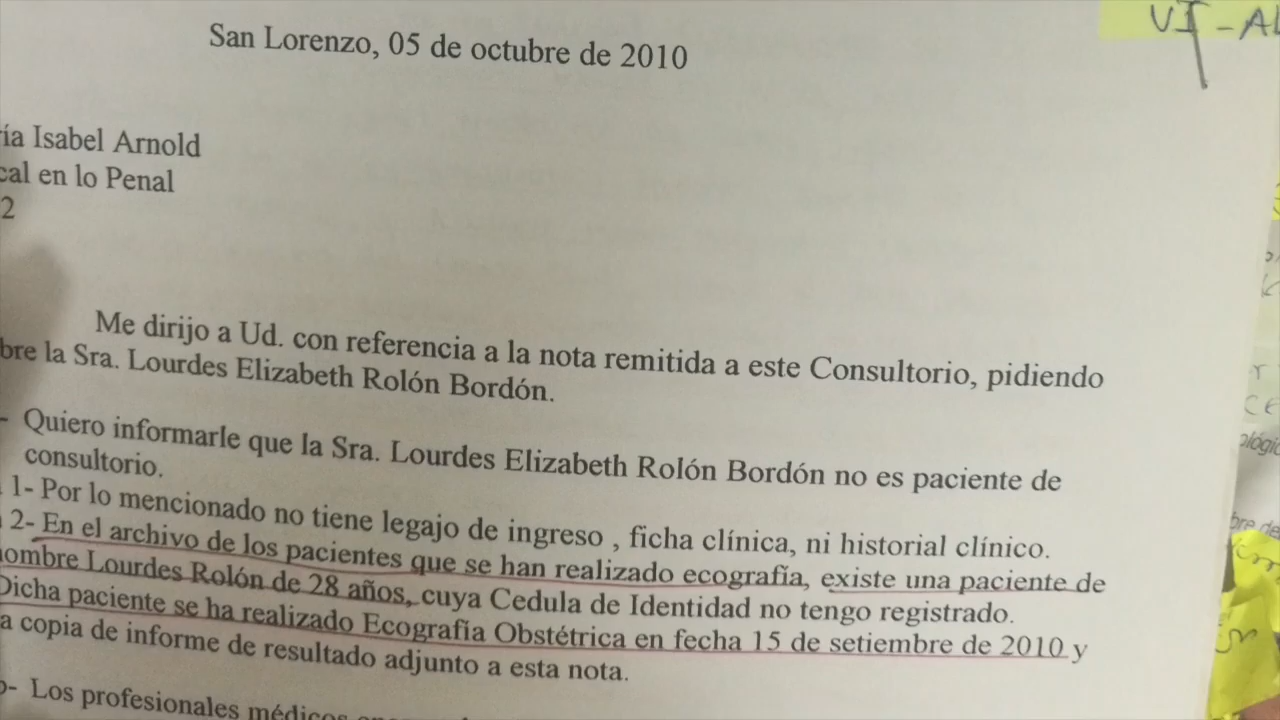 VI - AL
San Lorenzo, 05 de octubre de 2010
ía Isabel Arnold
cal en lo Penal
2
Me dirijo a Ud. con referencia a la nota remitida a este Consultorio, pidiendo
bre la Sra. Lourdes Elizabeth Rolón Bordón.
- Quiero informarle que la Sra. Lourdes Elizabeth Rolón Bordón no es paciente de
consultorio.
1- Por lo mencionado no tiene legajo de ingreso , ficha clínica, ni historial clínico.
2- En el archivo de los pacientes que se han realizado ecografía, existe una paciente de
nombre Lourdes Rolón de 28 años, cuya Cedula de Identidad no tengo registrado.
Dicha paciente se ha realizado Ecografía Obstétrica en fecha 15 de setiembre de 2010 y
a copia de informe de resultado adjunto a esta nota.
- Los profesionales médicos